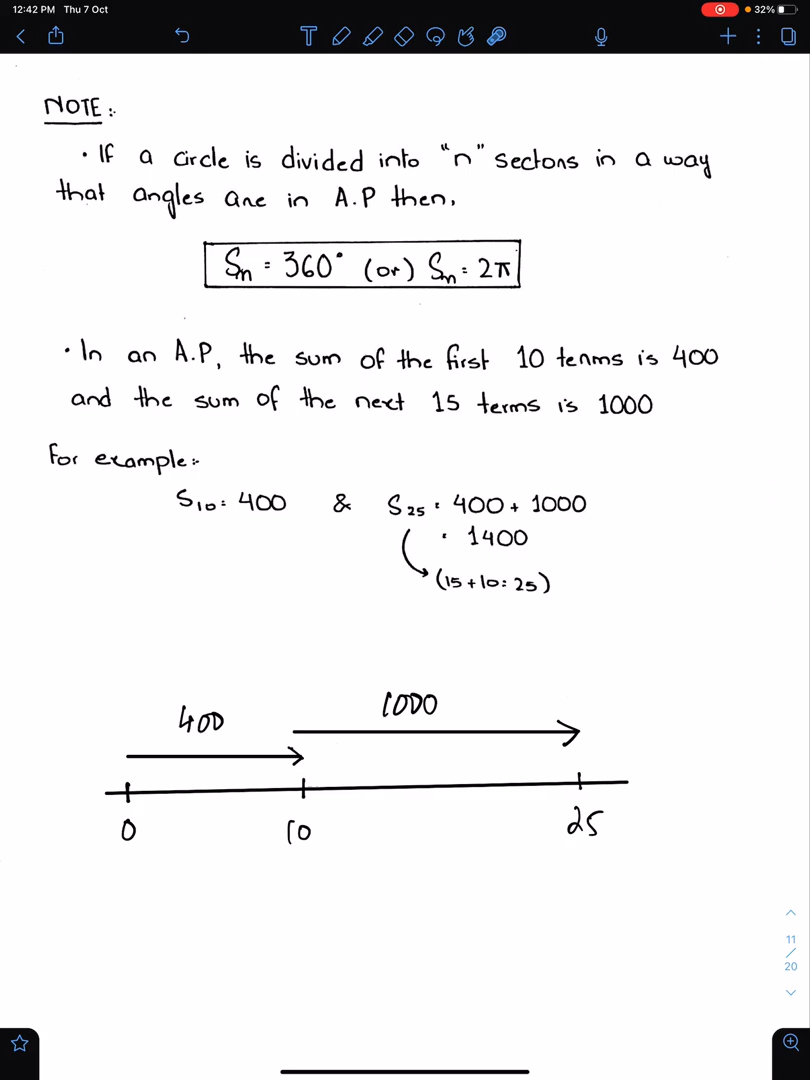 12:42 PM Thu 7 Oct
32%
NOTE:-
· If a circle is divided into "n" sectors in a way
that angles are in A.P then,
Sn = 360° (or) Sn = 2π
· In an A.P, the sum of the first 10 terms is 400
and the sum of the next 15 terms is 1000
For example:-
S10 = 400 & S25 = 400 + 1000
= 1400
(15+10 = 25)
400 1000
0 10 25
11
/
20